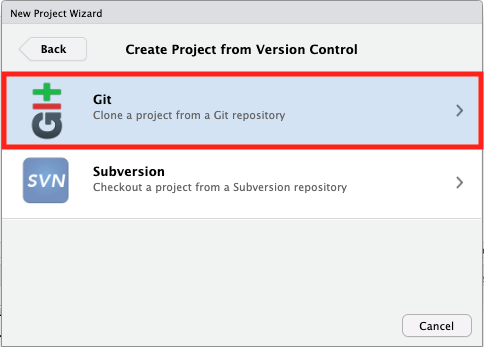 New Project Wizard
Back
Create Project from Version Control
Git
Git
Clone a project from a Git repository
SVN
Subversion
Checkout a project from a Subversion repository
Cancel